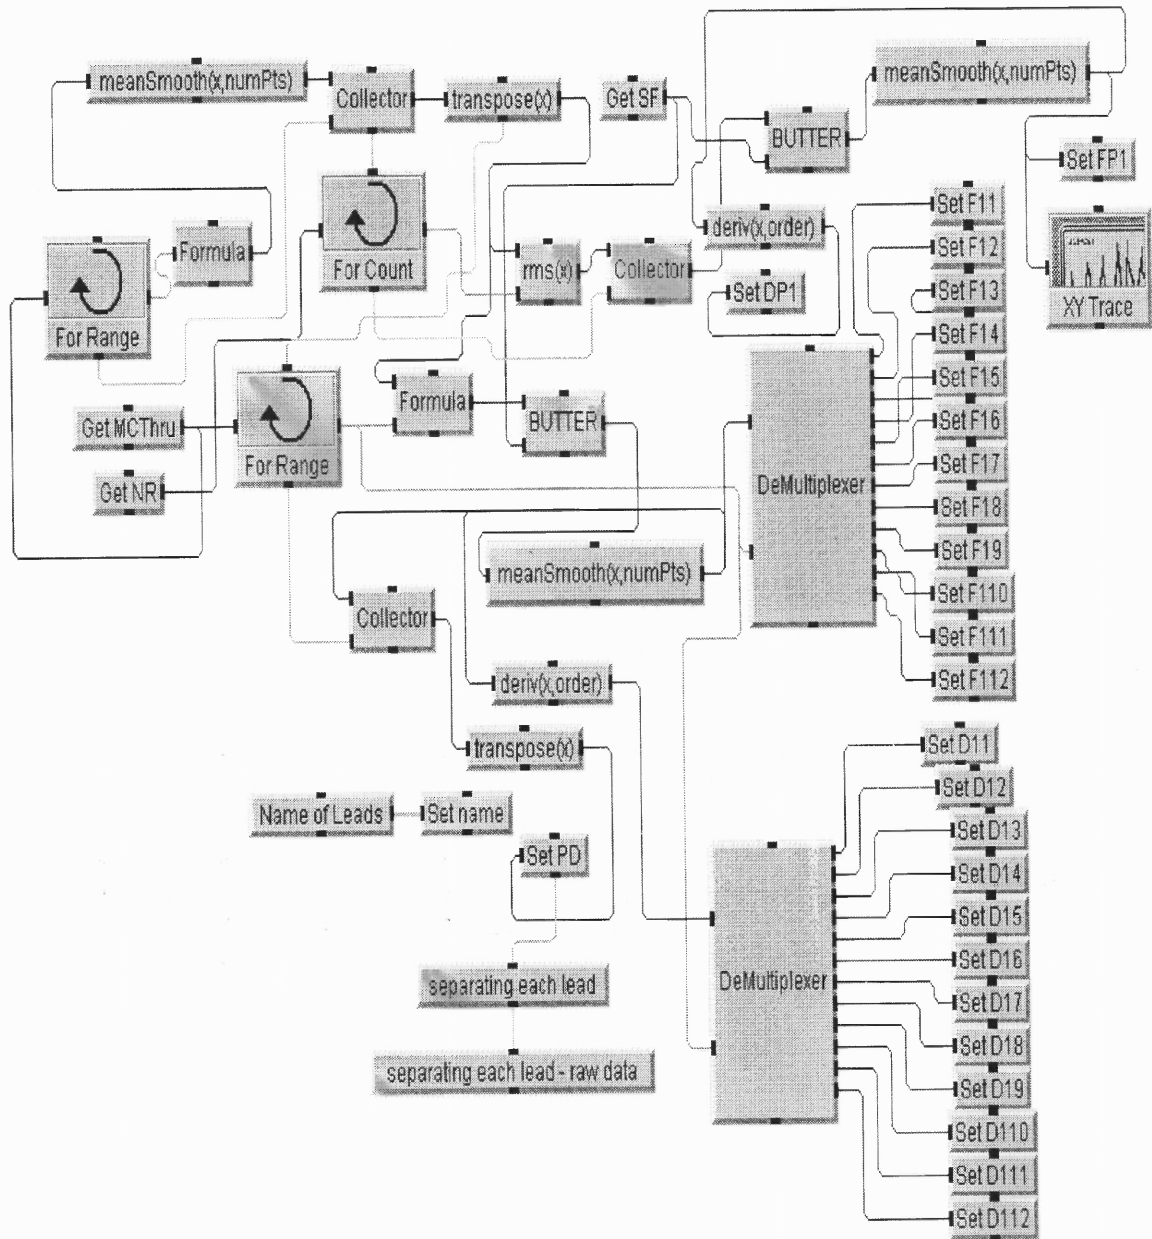 meanSmooth(x,numPts)
Collector
transpose(x)
Get SF
BUTTER
meanSmooth(x,numPts)
Set FP1
For Range
Formula
For Count
rms(x)
Collector
deriv(x,order)
Set DP1
XY Trace
Set F11
Set F12
Set F13
Set F14
Set F15
Set F16
Set F17
Set F18
Set F19
Set F110
Set F111
Set F112
Get MCThru
Get NR
For Range
Formula
BUTTER
DeMultiplexer
meanSmooth(x,numPts)
Collector
deriv(x,order)
transpose(x)
Name of Leads
Set name
Set PD
separating each lead
separating each lead - raw data
DeMultiplexer
Set D11
Set D12
Set D13
Set D14
Set D15
Set D16
Set D17
Set D18
Set D19
Set D110
Set D111
Set D112